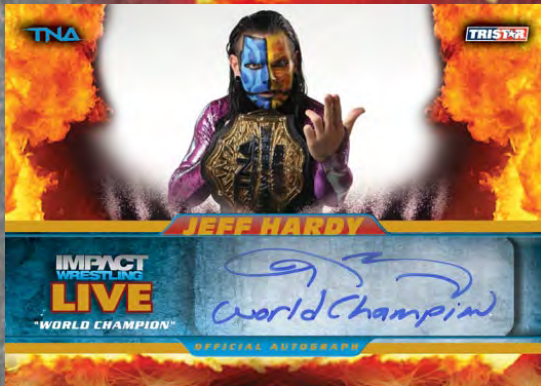 TNA
TRISTAR
JEFF HARDY
IMPACT
WRESTLING
LIVE
"WORLD CHAMPION"
World Champion
OFFICIAL AUTOGRAPH